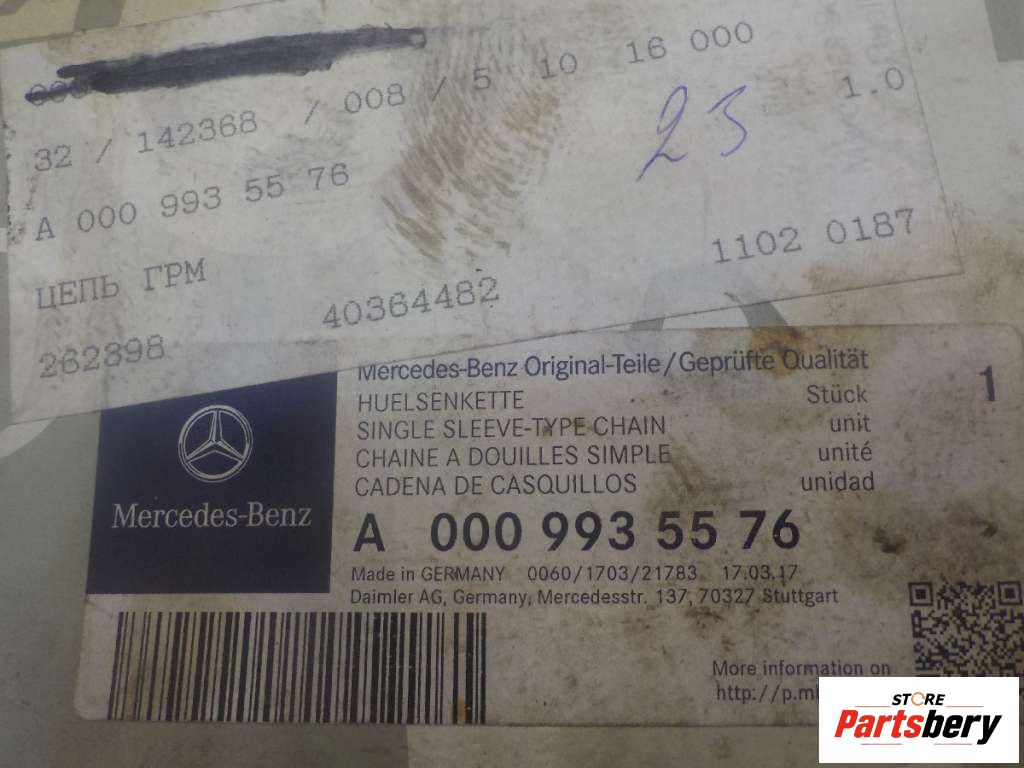 32 / 142368 / 008 / 5 10 16 000
A 000 993 55 76 1.0
23
ЦЕПЬ ГРМ
262398 40364482 1102 0187
Mercedes-Benz Original-Teile/Geprüfte Qualität
HUELSENKETTE Stück 1
SINGLE SLEEVE-TYPE CHAIN unit
CHAINE A DOUILLES SIMPLE unité
CADENA DE CASQUILLOS unidad
Mercedes-Benz
A 000 993 55 76
Made in GERMANY 0060/1703/21783 17.03.17
Daimler AG, Germany, Mercedesstr. 137, 70327 Stuttgart
More information on
http://p.m
STORE
Partsbery